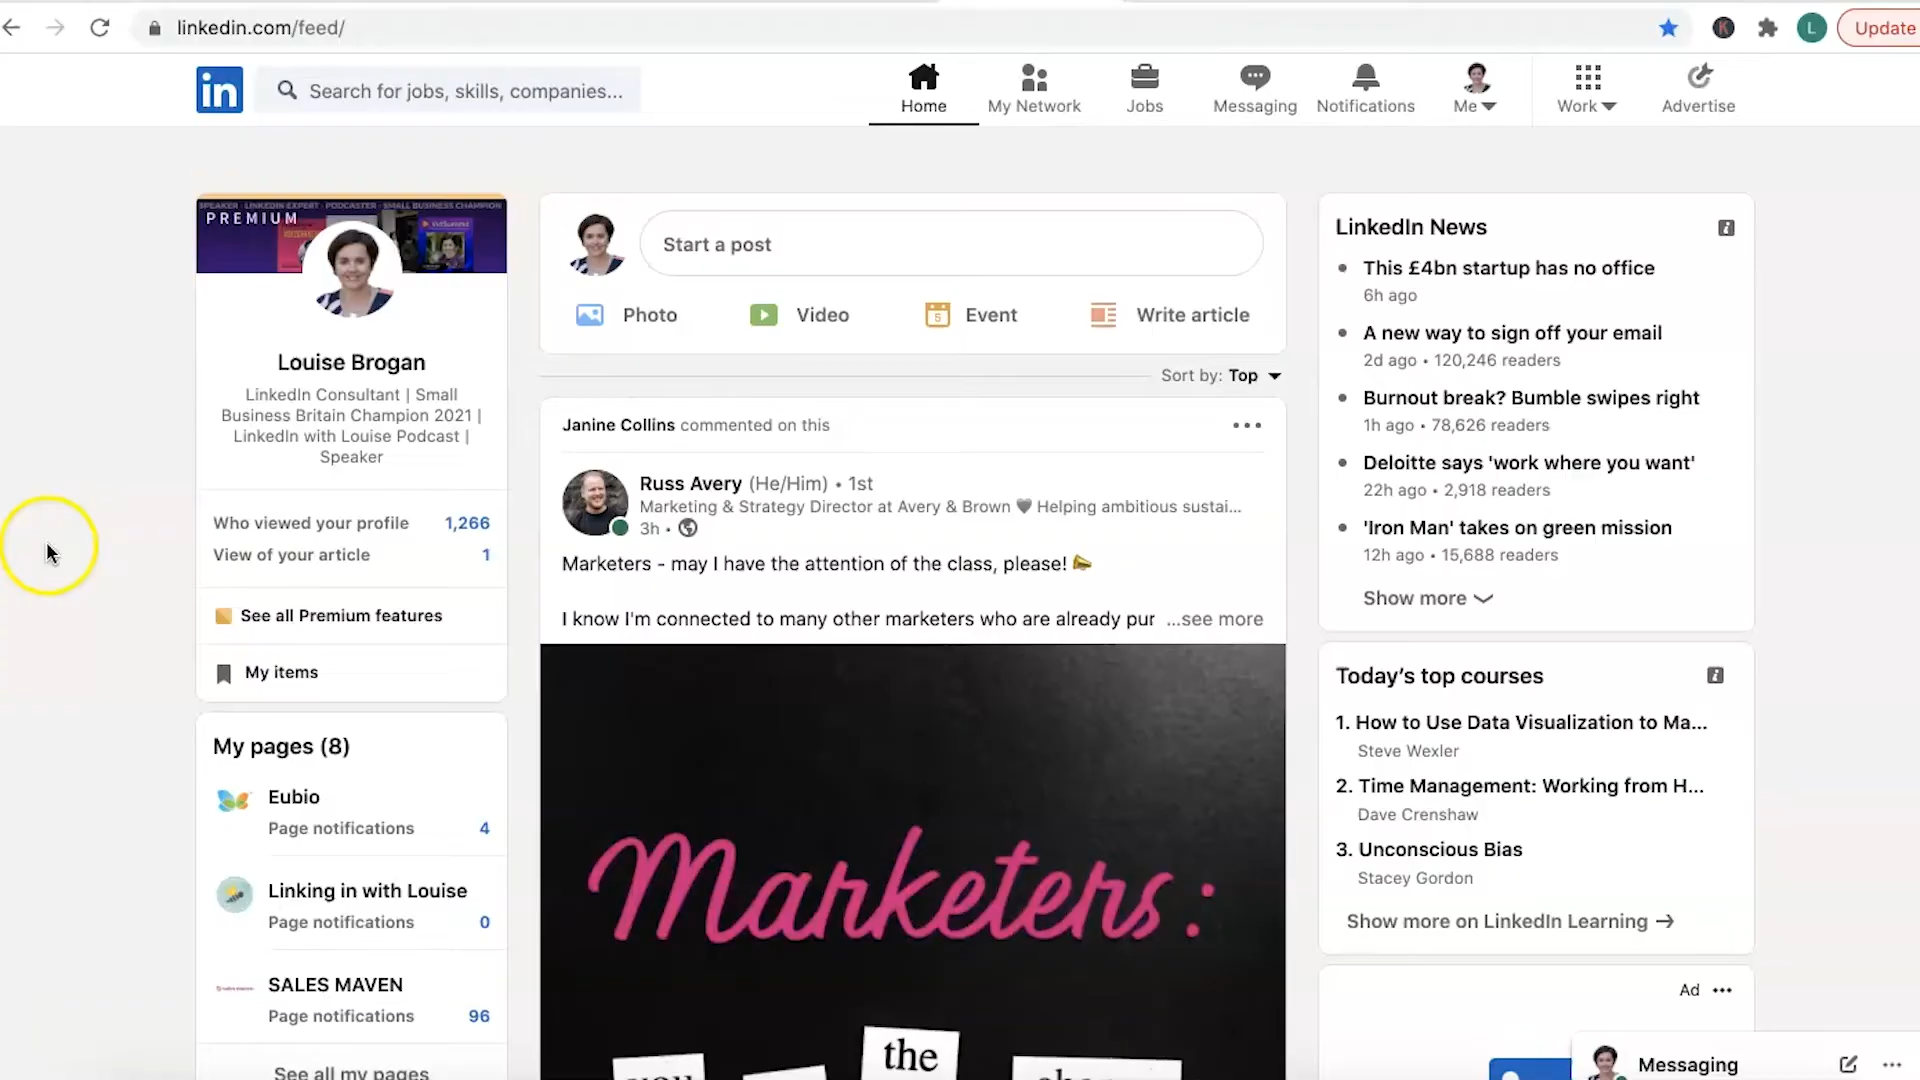 linkedin.com/feed/
K
L
Update
in
Search for jobs, skills, companies...
Home
My Network
Jobs
Messaging
Notifications
Me
Work
Advertise
SPEAKER · LINKEDIN EXPERT · PODCASTER · SMALL BUSINESS CHAMPION
PREMIUM
Louise Brogan
LinkedIn Consultant | Small
Business Britain Champion 2021 |
LinkedIn with Louise Podcast |
Speaker
Who viewed your profile 1,266
View of your article 1
See all Premium features
My items
My pages (8)
Eubio
Page notifications 4
Linking in with Louise
Page notifications 0
SALES MAVEN
Page notifications 96
See all my pages
Start a post
Photo
Video
Event
Write article
Sort by: Top
Janine Collins commented on this
Russ Avery (He/Him) • 1st
Marketing & Strategy Director at Avery & Brown 🖤 Helping ambitious sustai...
3h •
Marketers - may I have the attention of the class, please! 📣
I know I'm connected to many other marketers who are already pur ...see more
Marketers:
the
you
LinkedIn News
This £4bn startup has no office
6h ago
A new way to sign off your email
2d ago • 120,246 readers
Burnout break? Bumble swipes right
1h ago • 78,626 readers
Deloitte says 'work where you want'
22h ago • 2,918 readers
'Iron Man' takes on green mission
12h ago • 15,688 readers
Show more
Today's top courses
1. How to Use Data Visualization to Ma...
Steve Wexler
2. Time Management: Working from H...
Dave Crenshaw
3. Unconscious Bias
Stacey Gordon
Show more on LinkedIn Learning →
Ad
Messaging